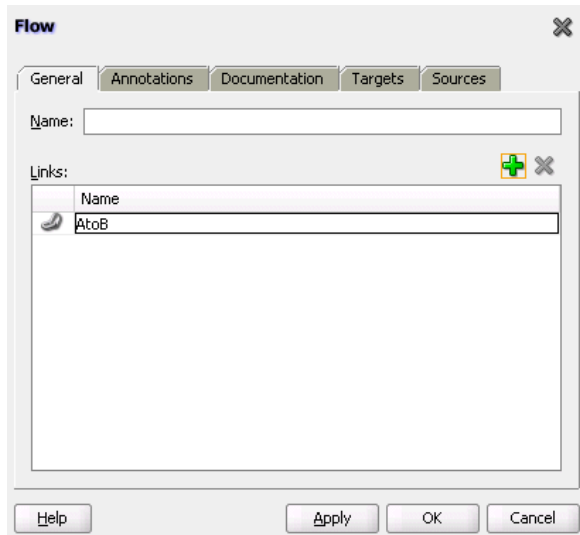 Flow
General Annotations Documentation Targets Sources
Name:
Links:
Name
AtoB
Help Apply OK Cancel